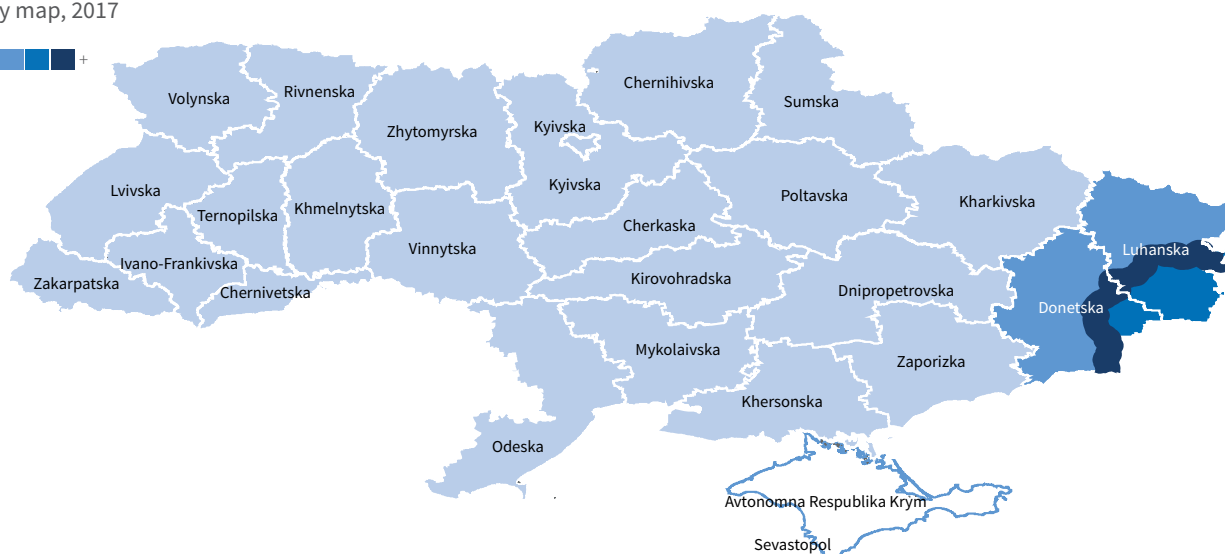 y map, 2017
+
Chernihivska
Rivnenska
Volynska
Sumska
Kyivska
Zhytomyrska
Kyivska
Lvivska
Poltavska
Kharkivska
Khmelnytska
Ternopilska
Cherkaska
Vinnytska
Luhanska
Ivano-Frankivska
Kirovohradska
Zakarpatska
Chernivetska
Dnipropetrovska
Donetska
Mykolaivska
Zaporizka
Khersonska
Odeska
Avtonomna Respublika Krym
Sevastopol